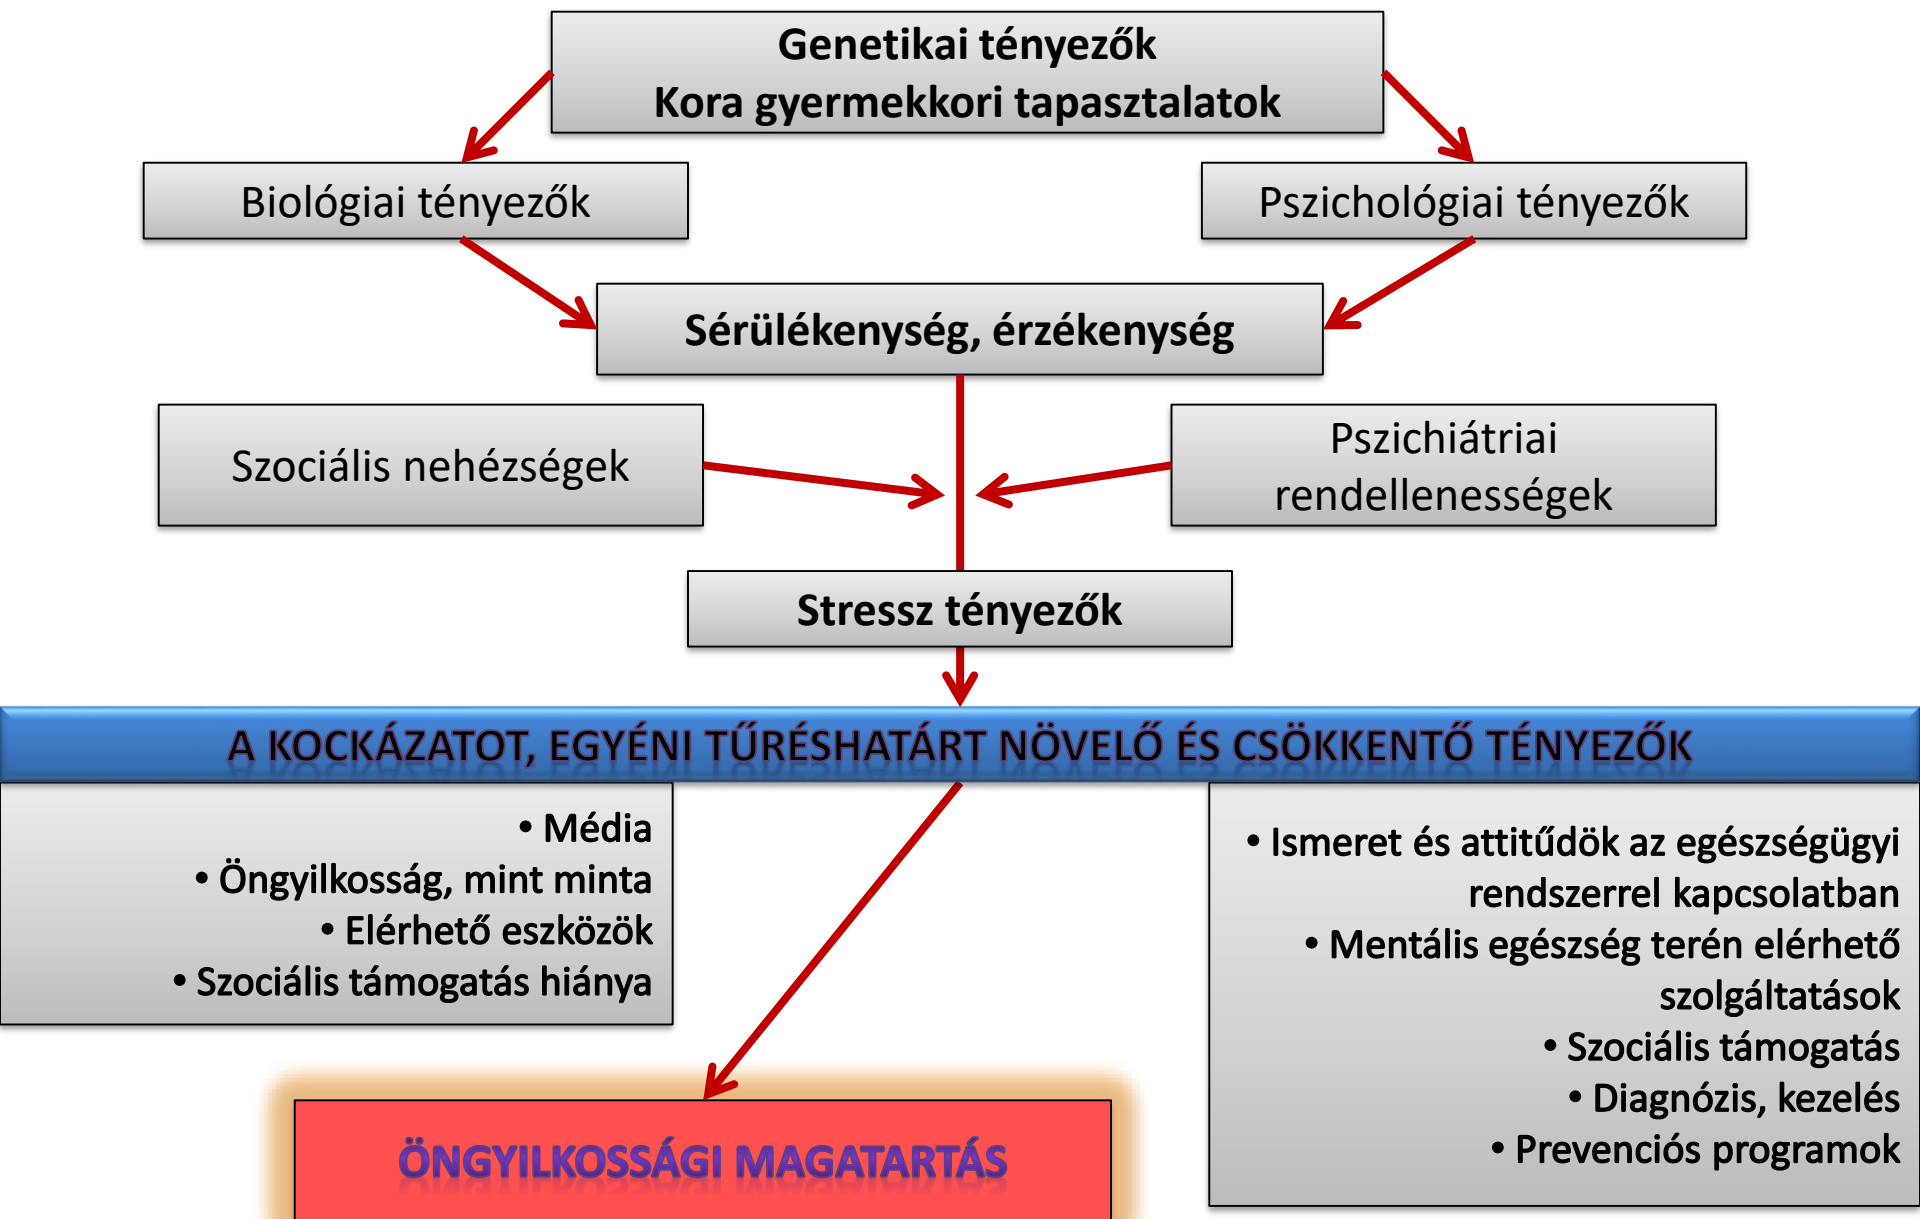 Genetikai tényezők
Kora gyermekkori tapasztalatok
Biológiai tényezők
Pszichológiai tényezők
Sérülékenység, érzékenység
Szociális nehézségek
Pszichiátriai
rendellenességek
Stressz tényezők
A KOCKÁZATOT, EGYÉNI TŰRÉSHATÁRT NÖVELŐ ÉS CSÖKKENTŐ TÉNYEZŐK
• Média
• Öngyilkosság, mint minta
• Elérhető eszközök
• Szociális támogatás hiánya
• Ismeret és attitűdök az egészségügyi
rendszerrel kapcsolatban
• Mentális egészség terén elérhető
szolgáltatások
• Szociális támogatás
• Diagnózis, kezelés
• Prevenciós programok
ÖNGYILKOSSÁGI MAGATARTÁS